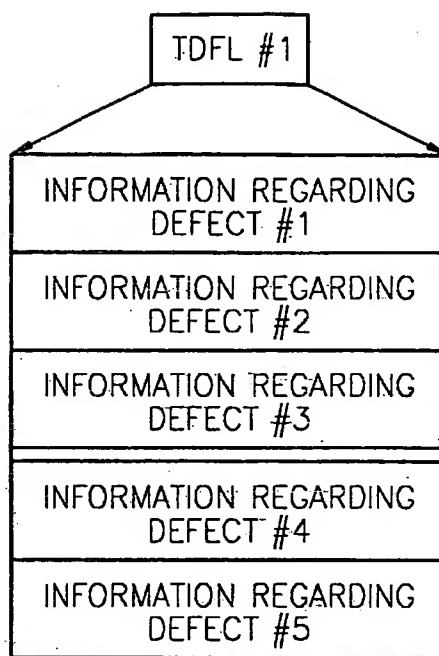 TDFL #1
INFORMATION REGARDING
DEFECT #1
INFORMATION REGARDING
DEFECT #2
INFORMATION REGARDING
DEFECT #3
INFORMATION REGARDING
DEFECT #4
INFORMATION REGARDING
DEFECT #5